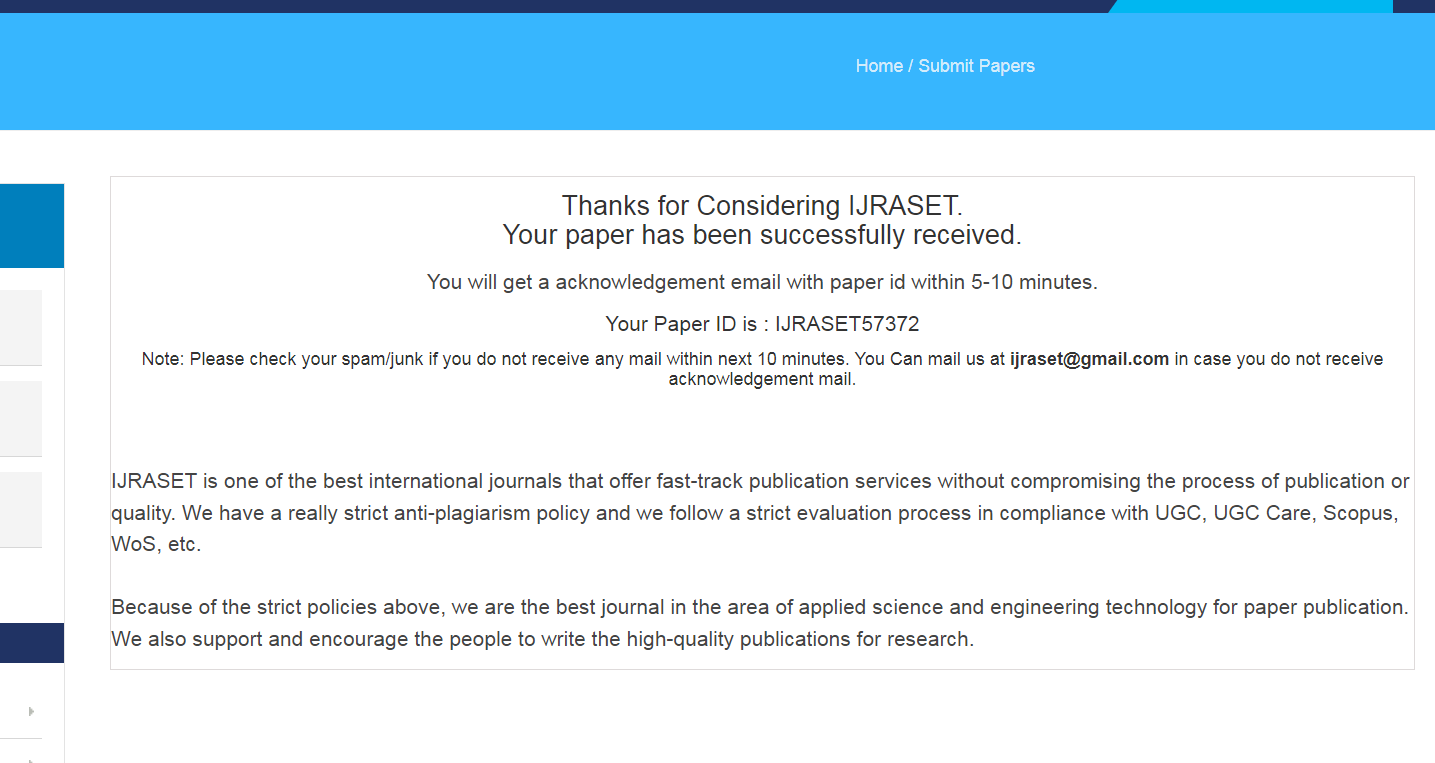 Home / Submit Papers
Thanks for Considering IJRASET.
Your paper has been successfully received.
You will get a acknowledgement email with paper id within 5-10 minutes.
Your Paper ID is : IJRASET57372
Note: Please check your spam/junk if you do not receive any mail within next 10 minutes. You Can mail us at ijraset@gmail.com in case you do not receive
acknowledgement mail.
IJRASET is one of the best international journals that offer fast-track publication services without compromising the process of publication or
quality. We have a really strict anti-plagiarism policy and we follow a strict evaluation process in compliance with UGC, UGC Care, Scopus,
WoS, etc.
Because of the strict policies above, we are the best journal in the area of applied science and engineering technology for paper publication.
We also support and encourage the people to write the high-quality publications for research.